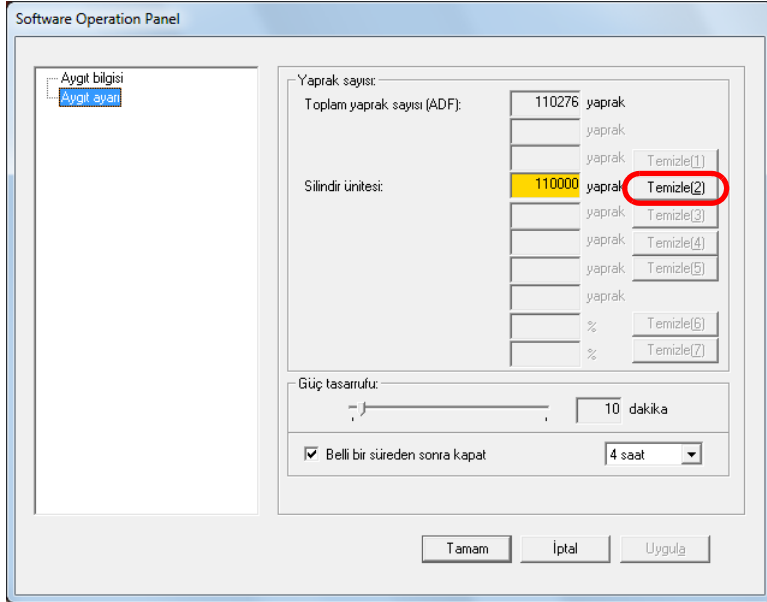 Software Operation Panel
Aygıt bilgisi
Aygıt ayarı
Yaprak sayısı:
Toplam yaprak sayısı (ADF): 110276 yaprak
yaprak
yaprak Temizle(1)
Silindir ünitesi: 110000 yaprak Temizle(2)
yaprak Temizle(3)
yaprak Temizle(4)
yaprak Temizle(5)
yaprak
% Temizle(6)
% Temizle(7)
Güç tasarrufu:
10 dakika
Belli bir süreden sonra kapat 4 saat
Tamam İptal Uygula